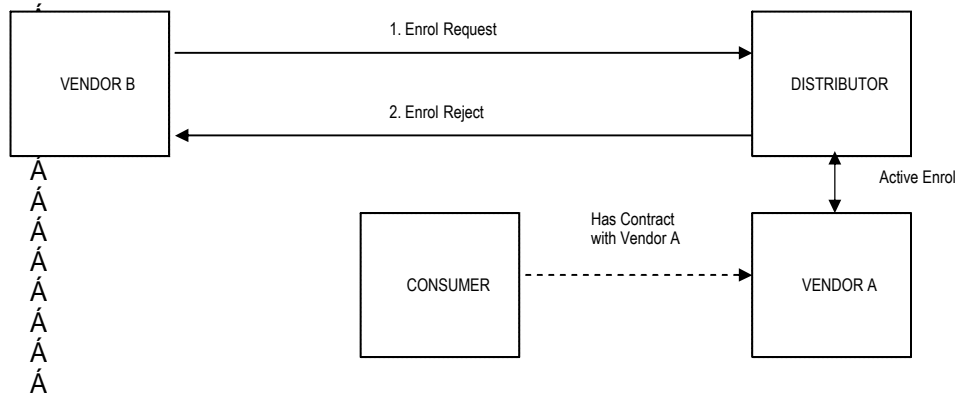 Á
1. Enrol Request
VENDOR B
DISTRIBUTOR
2. Enrol Reject
Á
Á
Á
Á
Á
Á
Á
Á
Active Enrol
Has Contract
with Vendor A
CONSUMER
VENDOR A